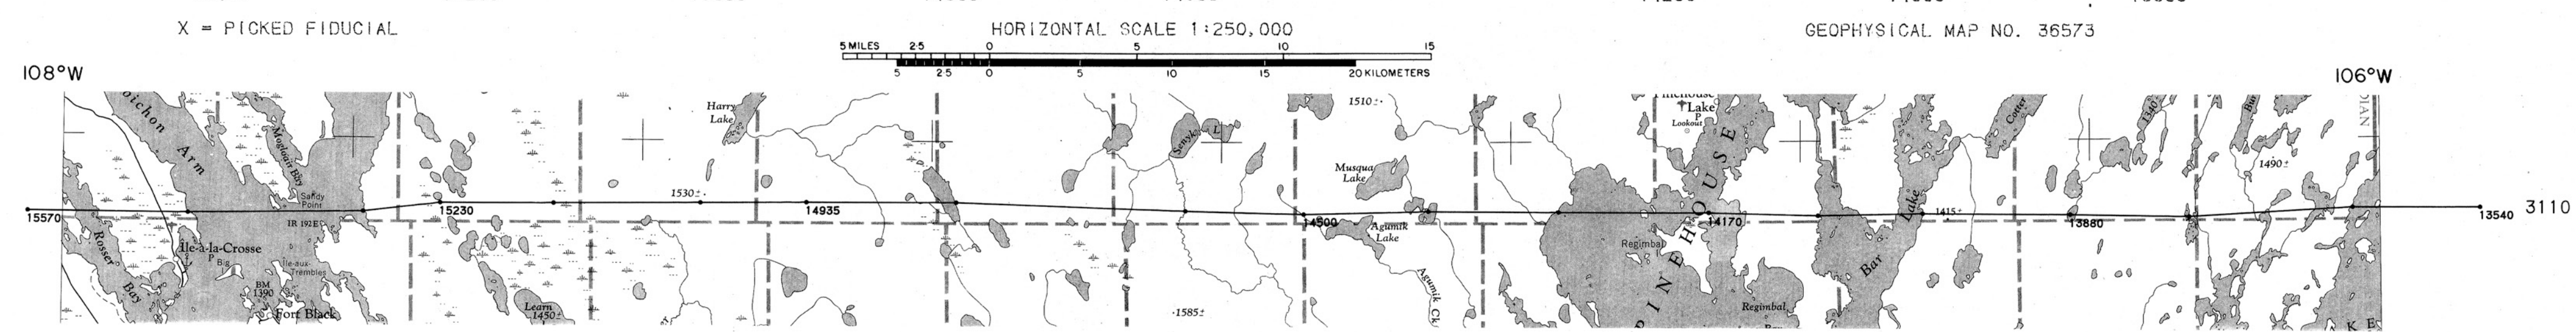 X = PICKED FIDUCIAL
HORIZONTAL SCALE 1:250,000
GEOPHYSICAL MAP NO. 36573
5 MILES 2·5 0 5 10 15
5 2·5 0 5 10 15 20 KILOMETERS
108°W
106°W
oichon
Arm
Sandy
Point
IR 192E
Harry
Lake
1530±
Senyk L
1510±
Musqua
Lake
Lake
P
Lookout
PINEHOUSE
Cotter
1340
DIAN
1490±
15570
15230
14935
14500
14170
1415±
13880
13540
3110
Rosser
Bay
Île-à-la-Crosse
P
Big
I
Île-aux-
Trembles
BM
1390
Fort Black
Learn
1450±
1585±
Agumik
Lake
Agumik Ck
Regimbal
Regimbal
Bar
Lake
K E